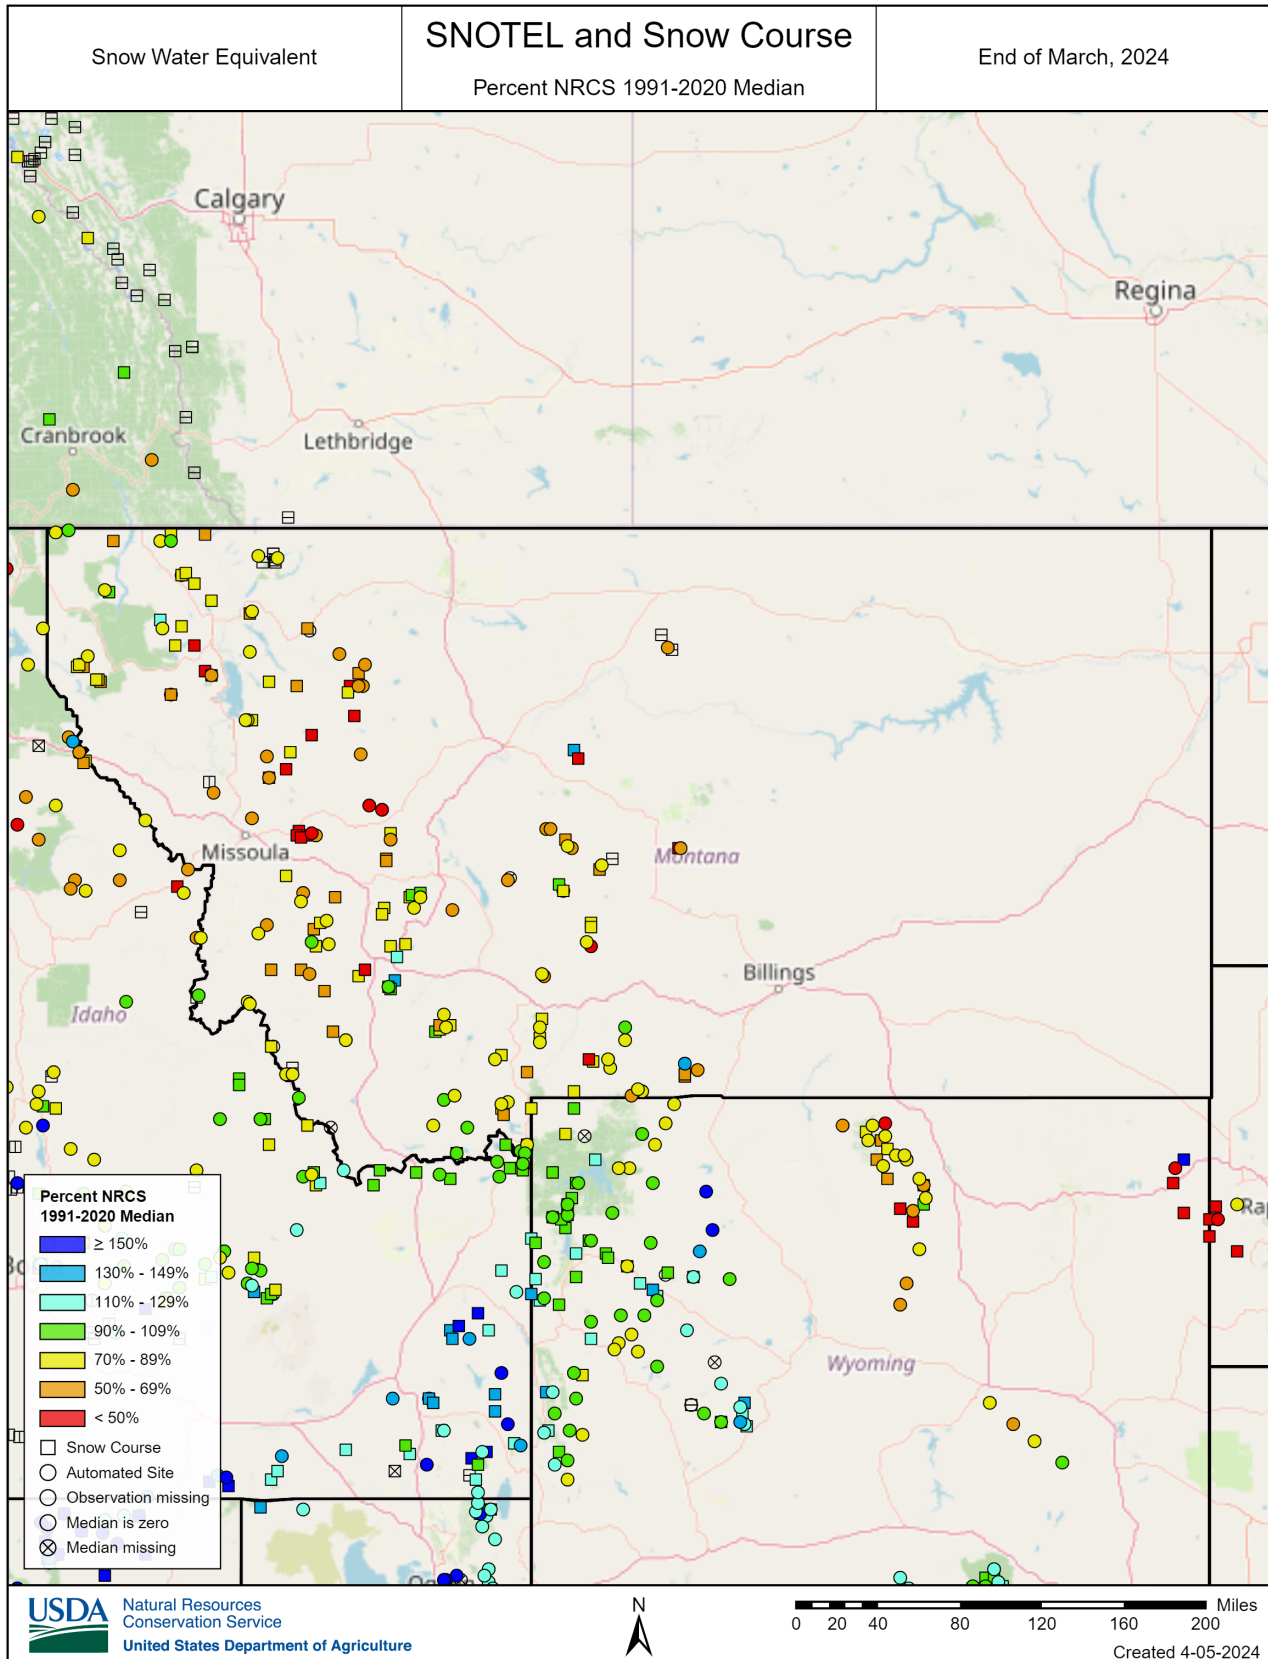 Snow Water Equivalent
SNOTEL and Snow Course
Percent NRCS 1991-2020 Median
End of March, 2024
Calgary
Regina
Cranbrook
Lethbridge
Missoula
Montana
Billings
Idaho
Wyoming
Percent NRCS
1991-2020 Median
≥ 150%
130% - 149%
110% - 129%
90% - 109%
70% - 89%
50% - 69%
< 50%
Snow Course
Automated Site
Observation missing
Median is zero
Median missing
USDA
Natural Resources
Conservation Service
United States Department of Agriculture
N
Miles
0 20 40 80 120 160 200
Created 4-05-2024